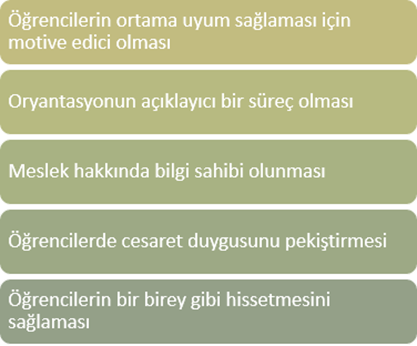 Öğrencilerin ortama uyum sağlaması için
motive edici olması
Oryantasyonun açıklayıcı bir süreç olması
Meslek hakkında bilgi sahibi olunması
Öğrencilerde cesaret duygusunu pekiştirmesi
Öğrencilerin bir birey gibi hissetmesini
sağlaması